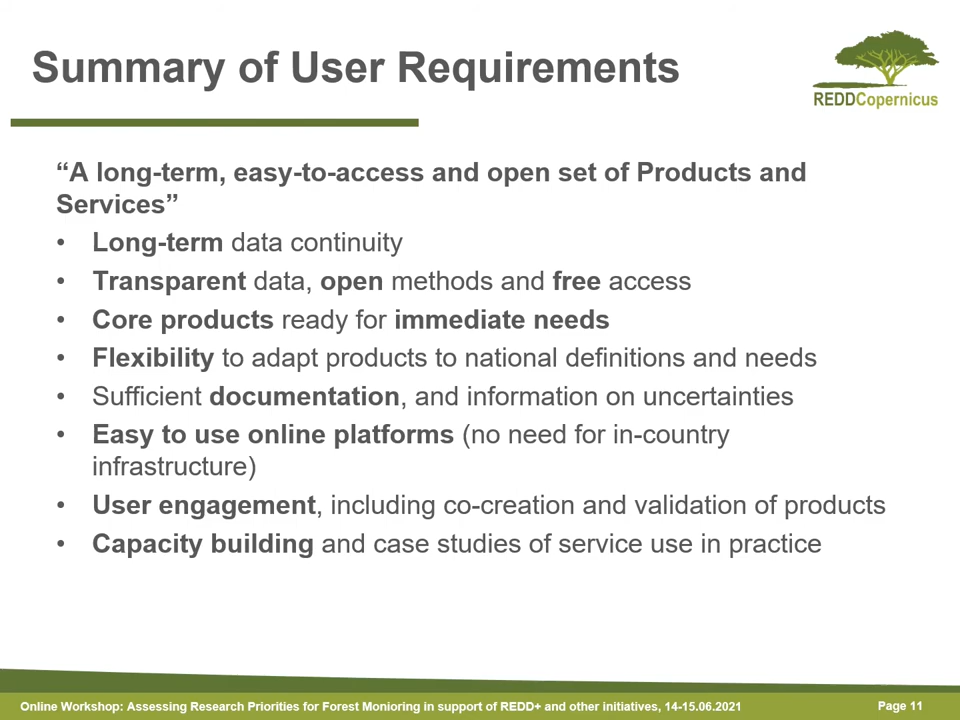 Summary of User Requirements
REDDCopernicus
“A long-term, easy-to-access and open set of Products and
Services”
• Long-term data continuity
• Transparent data, open methods and free access
• Core products ready for immediate needs
• Flexibility to adapt products to national definitions and needs
• Sufficient documentation, and information on uncertainties
• Easy to use online platforms (no need for in-country
infrastructure)
• User engagement, including co-creation and validation of products
• Capacity building and case studies of service use in practice
Online Workshop: Assessing Research Priorities for Forest Monioring in support of REDD+ and other initiatives, 14-15.06.2021
Page 11